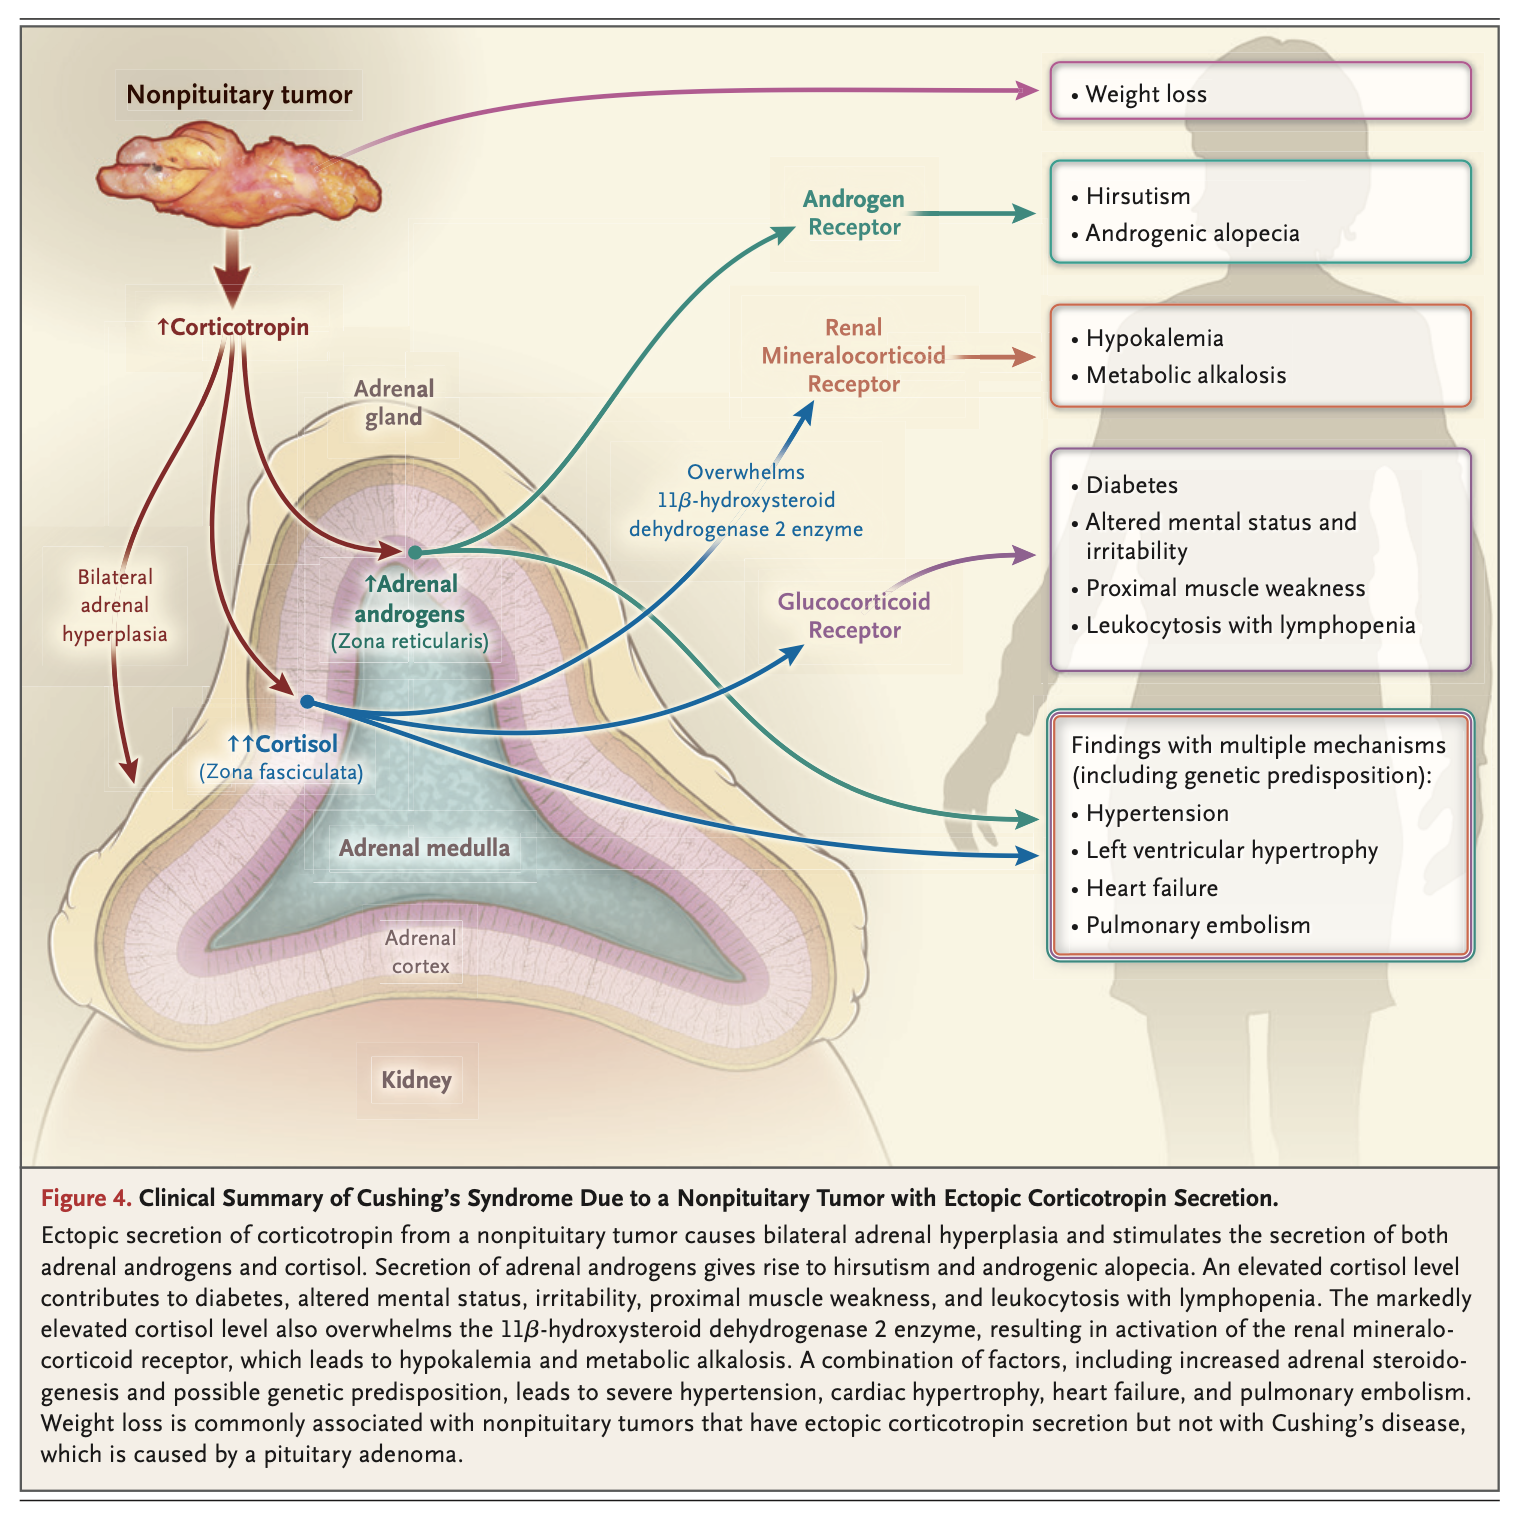 Nonpituitary tumor
↑Corticotropin
Bilateral
adrenal
hyperplasia
Adrenal
gland
↑Adrenal
androgens
(Zona reticularis)
↑↑Cortisol
(Zona fasciculata)
Adrenal medulla
Adrenal
cortex
Kidney
Androgen
Receptor
Renal
Mineralocorticoid
Receptor
Overwhelms
11β-hydroxysteroid
dehydrogenase 2 enzyme
Glucocorticoid
Receptor
• Weight loss
• Hirsutism
• Androgenic alopecia
• Hypokalemia
• Metabolic alkalosis
• Diabetes
• Altered mental status and
irritability
• Proximal muscle weakness
• Leukocytosis with lymphopenia
Findings with multiple mechanisms
(including genetic predisposition):
• Hypertension
• Left ventricular hypertrophy
• Heart failure
• Pulmonary embolism
Figure 4. Clinical Summary of Cushing’s Syndrome Due to a Nonpituitary Tumor with Ectopic Corticotropin Secretion.
Ectopic secretion of corticotropin from a nonpituitary tumor causes bilateral adrenal hyperplasia and stimulates the secretion of both
adrenal androgens and cortisol. Secretion of adrenal androgens gives rise to hirsutism and androgenic alopecia. An elevated cortisol level
contributes to diabetes, altered mental status, irritability, proximal muscle weakness, and leukocytosis with lymphopenia. The markedly
elevated cortisol level also overwhelms the 11β-hydroxysteroid dehydrogenase 2 enzyme, resulting in activation of the renal mineralo-
corticoid receptor, which leads to hypokalemia and metabolic alkalosis. A combination of factors, including increased adrenal steroido-
genesis and possible genetic predisposition, leads to severe hypertension, cardiac hypertrophy, heart failure, and pulmonary embolism.
Weight loss is commonly associated with nonpituitary tumors that have ectopic corticotropin secretion but not with Cushing’s disease,
which is caused by a pituitary adenoma.